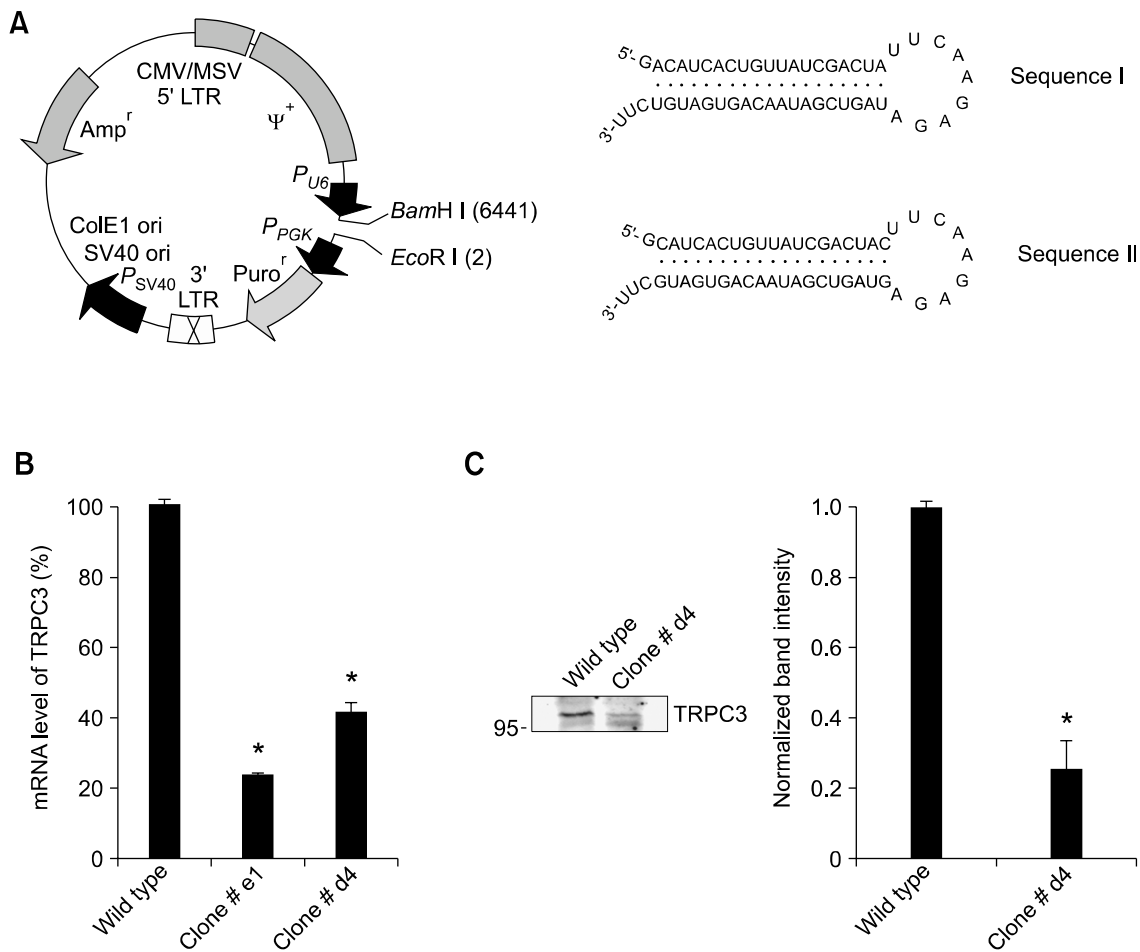 A
CMV/MSV
5' LTR
Ψ+
Ampr
PU6
BamH I (6441)
PPGK
EcoR I (2)
ColE1 ori
SV40 ori
PSV40
3'
LTR
Puror
5'-GACAUCACUGUUAUCGACUA
UUCAAGAGA
3'-UUCUGUAGUGACAAUAGCUGAU
Sequence I
5'-GCAUCACUGUUAUCGACUAC
UUCAAGAGA
3'-UUCGUAGUGACAAUAGCUGAUG
Sequence II
B
mRNA level of TRPC3 (%)
100
80
60
40
20
0
*
*
Wild type
Clone # e1
Clone # d4
C
Wild type
Clone # d4
95-
TRPC3
Normalized band intensity
1.0
0.8
0.6
0.4
0.2
0
*
Wild type
Clone # d4